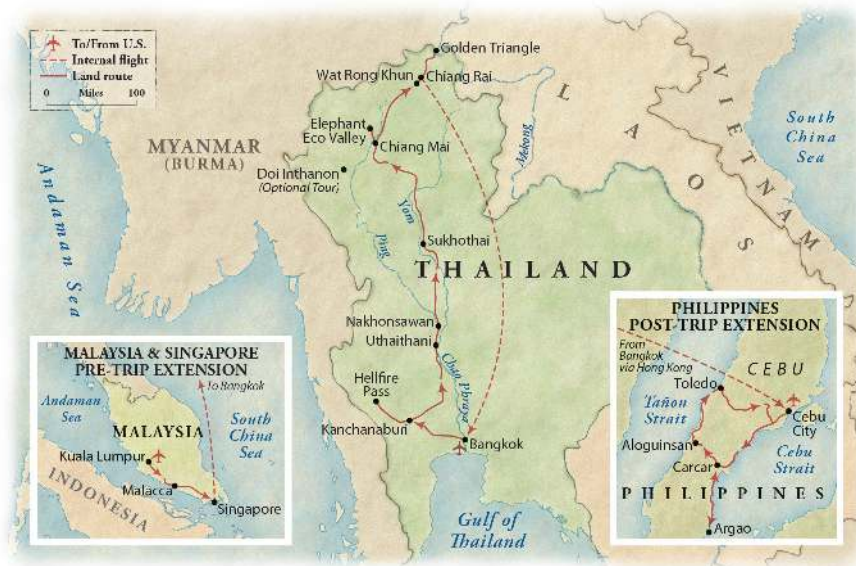 To/From U.S.
Internal flight
Land route
0 Miles 100
Golden Triangle
Wat Rong Khun
Chiang Rai
Elephant
Eco Valley
Chiang Mai
Doi Inthanon
(Optional Tour)
MYANMAR
(BURMA)
LAOS
VIETNAM
South
China
Sea
Mekong
Andaman Sea
Yom
Ping
Sukhothai
THAILAND
Nakhonsawan
Uthaithani
Chao Phraya
Hellfire
Pass
Kanchanaburi
Bangkok
Gulf of
Thailand
MALAYSIA & SINGAPORE
PRE-TRIP EXTENSION
To Bangkok
Andaman
Sea
South
China
Sea
MALAYSIA
Kuala Lumpur
Malacca
Singapore
INDONESIA
PHILIPPINES
POST-TRIP EXTENSION
From
Bangkok
via Hong Kong
CEBU
Toledo
Tañon
Strait
Cebu
City
Aloguinsan
Cebu
Strait
Carcar
PHILIPPINES
Argao